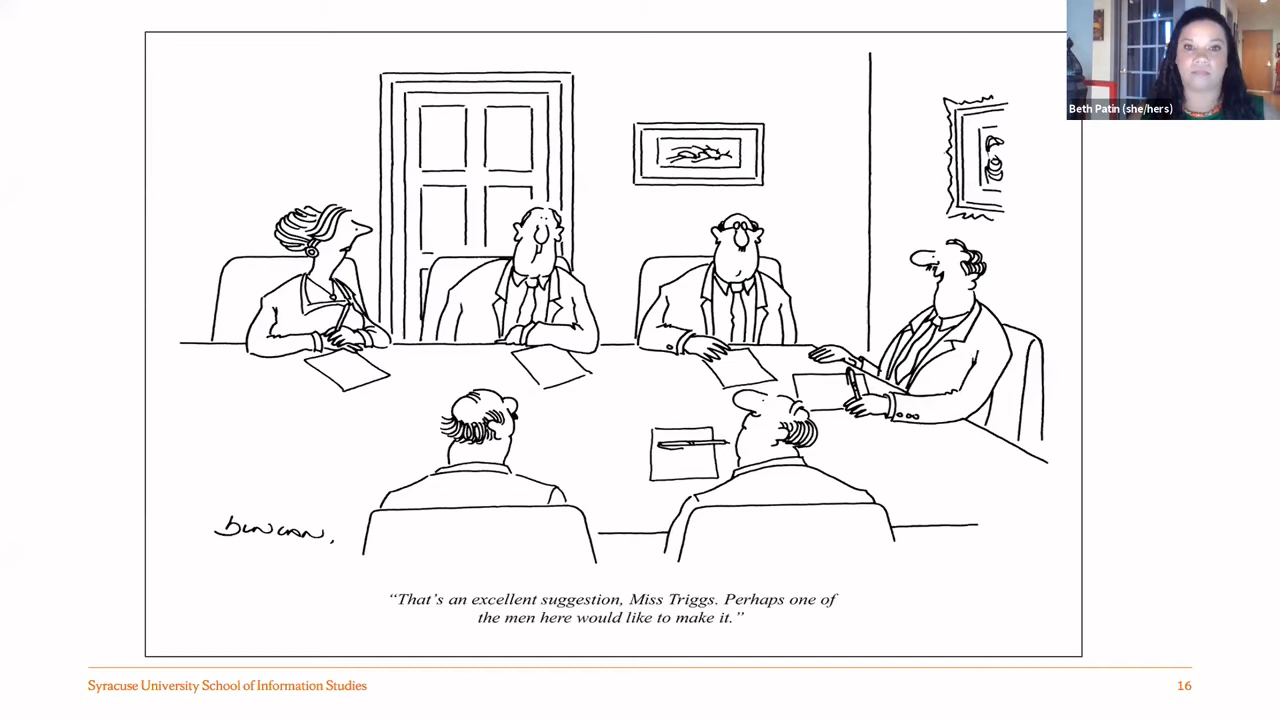 Beth Patin (she/hers)
DUNCAN.
“That’s an excellent suggestion, Miss Triggs. Perhaps one of
the men here would like to make it.”
Syracuse University School of Information Studies
16